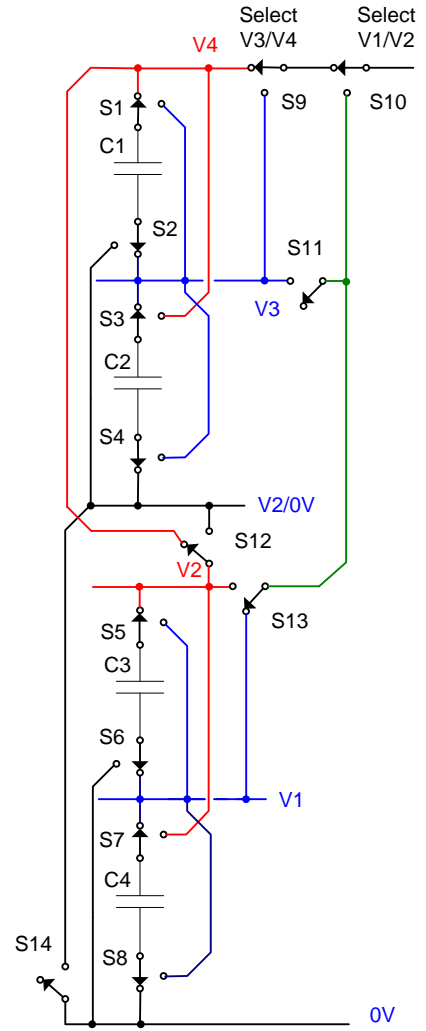 Select
V3/V4
Select
V1/V2
V4
S1
S9
S10
C1
S2
S11
S3
V3
C2
S4
V2/0V
S12
V2
S13
S5
C3
S6
V1
S7
C4
S14
S8
0V